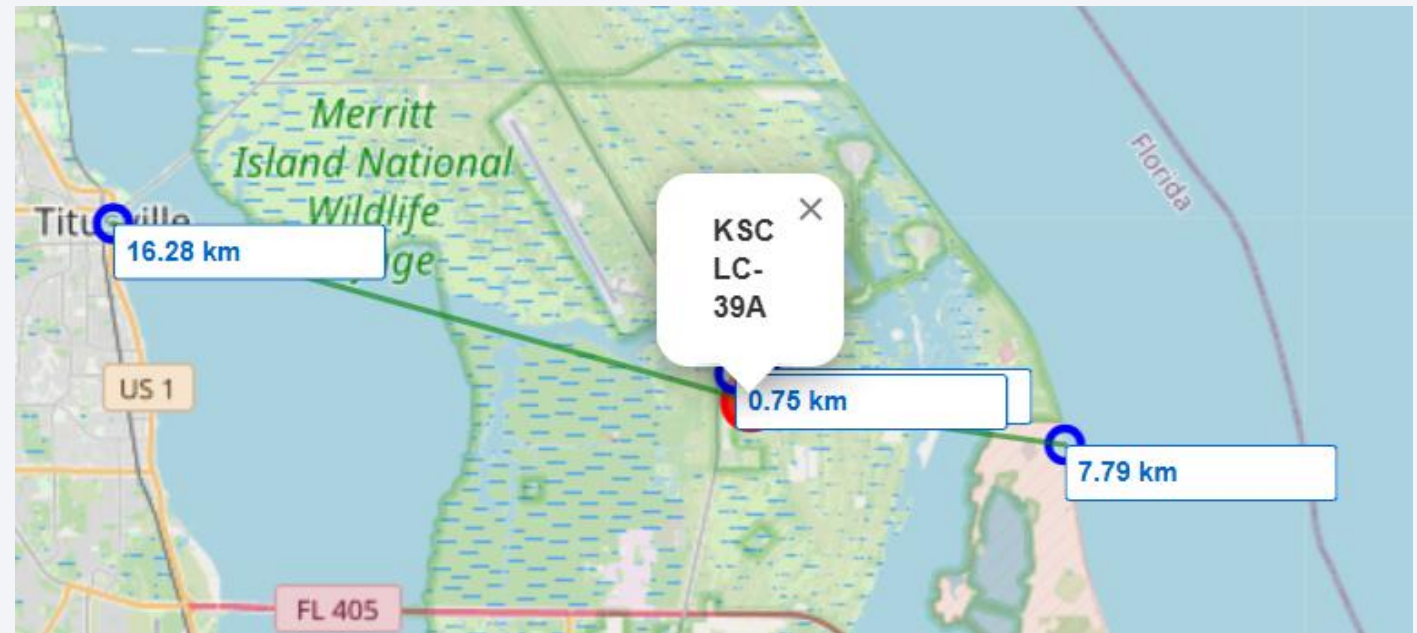 Merritt
Island National
Wildlife
Florida
KSC
LC-
39A
16.28 km
US 1
0.75 km
7.79 km
FL 405